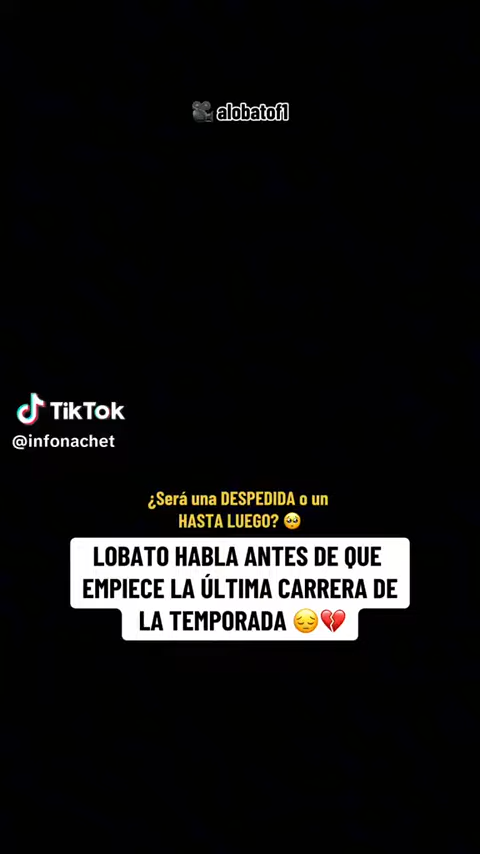 🎥 alobatof1
TikTok
@infonachet
¿Será una DESPEDIDA o un
HASTA LUEGO? 🥺
LOBATO HABLA ANTES DE QUE
EMPIECE LA ÚLTIMA CARRERA DE
LA TEMPORADA 😔💔